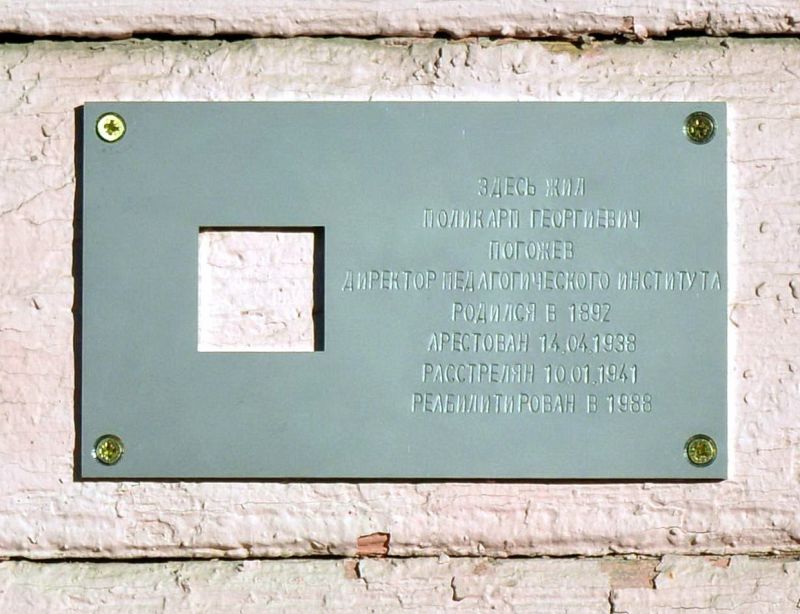 ЗДЕСЬ ЖИЛ
ПОЛИКАРП ГЕОРГИЕВИЧ
ПОГОЖЕВ
ДИРЕКТОР ПЕДАГОГИЧЕСКОГО ИНСТИТУТА
РОДИЛСЯ В 1892
АРЕСТОВАН 14.04.1938
РАССТРЕЛЯН 10.01.1941
РЕАБИЛИТИРОВАН В 1988